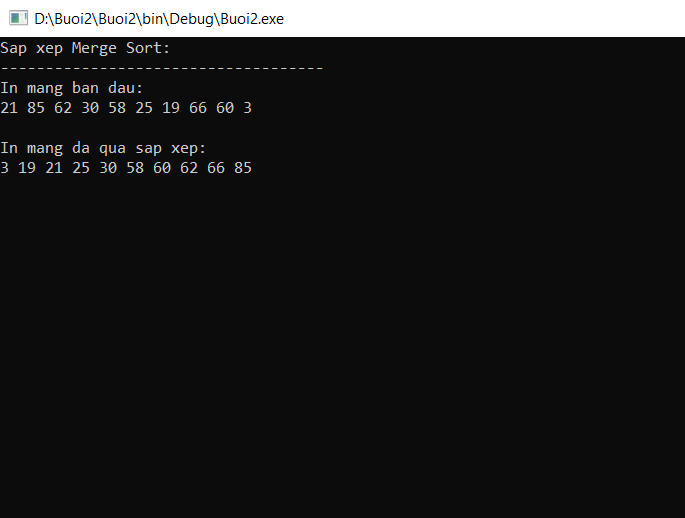 D:\Buoi2\Buoi2\bin\Debug\Buoi2.exe
Sap xep Merge Sort:
------------------------------------
In mang ban dau:
21 85 62 30 58 25 19 66 60 3
In mang da qua sap xep:
3 19 21 25 30 58 60 62 66 85